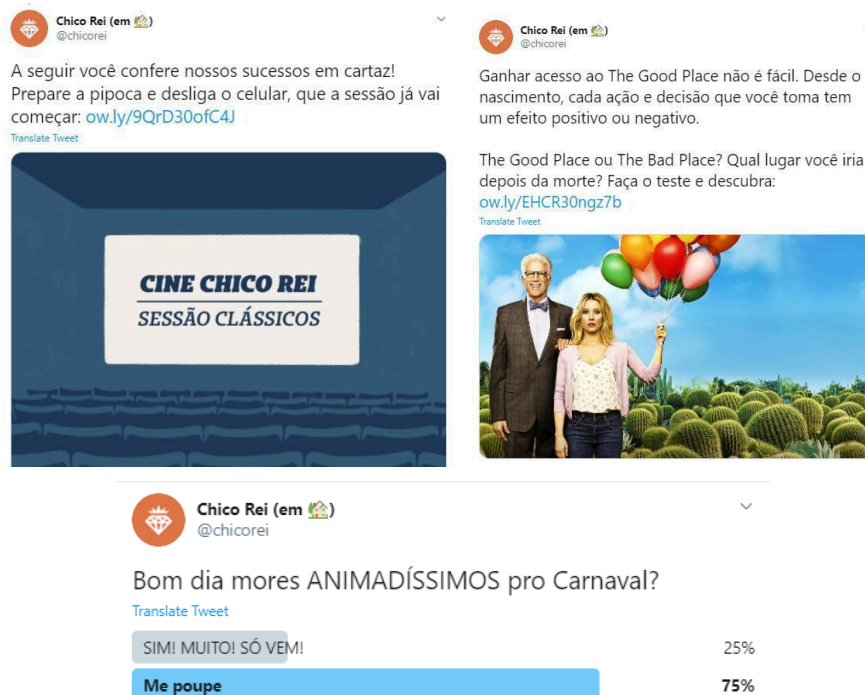 Chico Rei (em 🏡)
@chicorei
A seguir você confere nossos sucessos em cartaz!
Prepare a pipoca e desliga o celular, que a sessão já vai
começar: ow.ly/9QrD30ofC4J
Translate Tweet
CINE CHICO REI
SESSÃO CLÁSSICOS
Chico Rei (em 🏡)
@chicorei
Ganhar acesso ao The Good Place não é fácil. Desde o
nascimento, cada ação e decisão que você toma tem
um efeito positivo ou negativo.
The Good Place ou The Bad Place? Qual lugar você iria
depois da morte? Faça o teste e descubra:
ow.ly/EHCR30ngz7b
Translate Tweet
Chico Rei (em 🏡)
@chicorei
Bom dia mores ANIMADÍSSIMOS pro Carnaval?
Translate Tweet
SIM! MUITO! SÓ VEM! 25%
Me poupe 75%